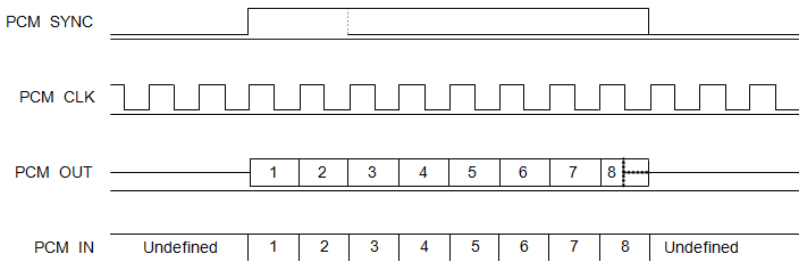 PCM SYNC
PCM CLK
PCM OUT 1 2 3 4 5 6 7 8
PCM IN Undefined 1 2 3 4 5 6 7 8 Undefined